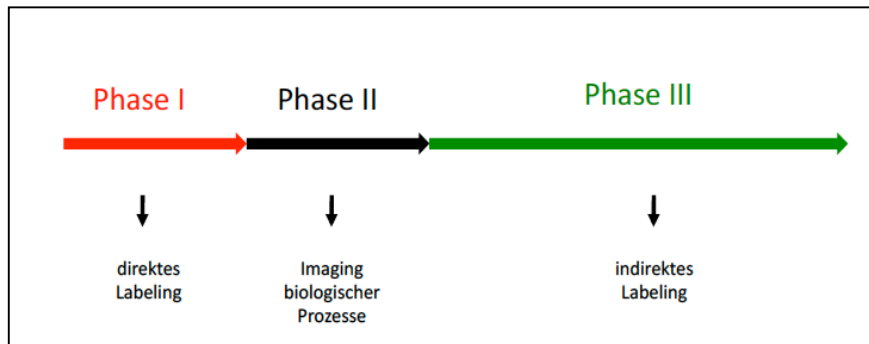 Phase I
Phase II
Phase III
direktes
Labeling
Imaging
biologischer
Prozesse
indirektes
Labeling